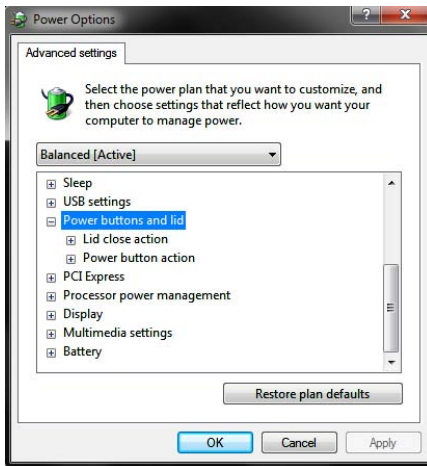 Power Options
Advanced settings
Select the power plan that you want to customize, and
then choose settings that reflect how you want your
computer to manage power.
Balanced [Active]
Sleep
USB settings
Power buttons and lid
Lid close action
Power button action
PCI Express
Processor power management
Display
Multimedia settings
Battery
Restore plan defaults
OK Cancel Apply